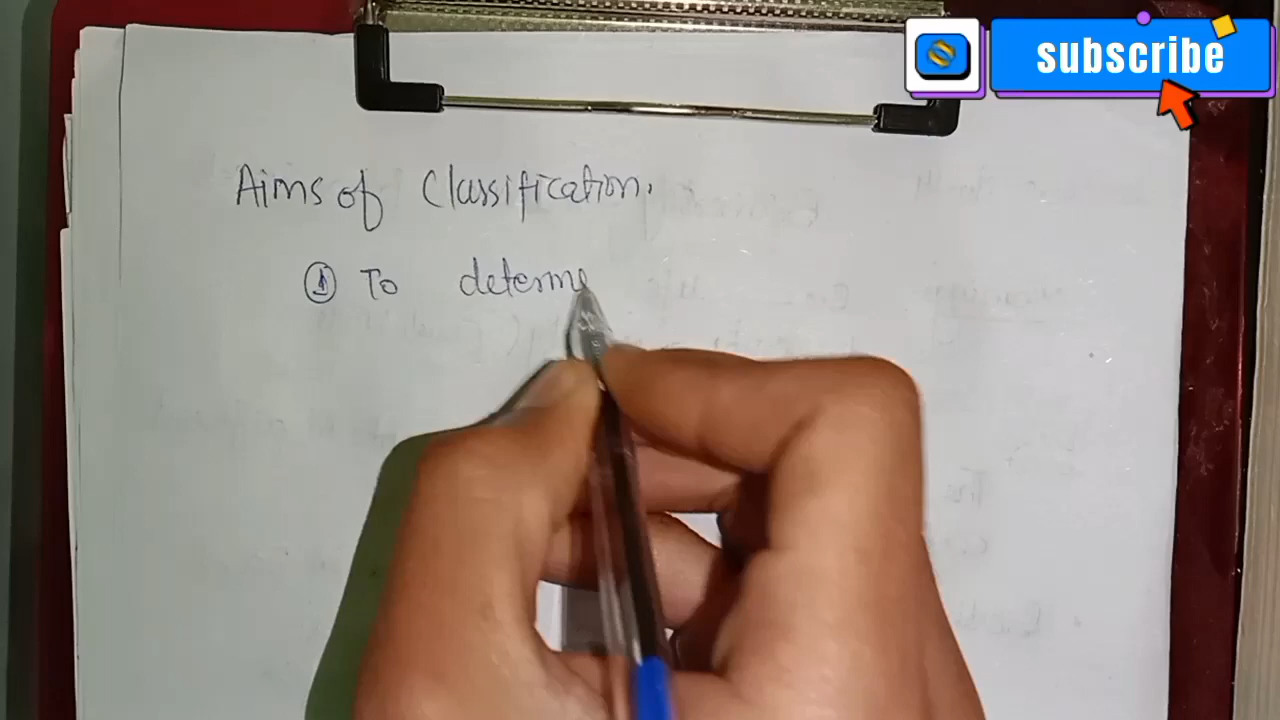 subscribe
Aims of Classification.
① To determ